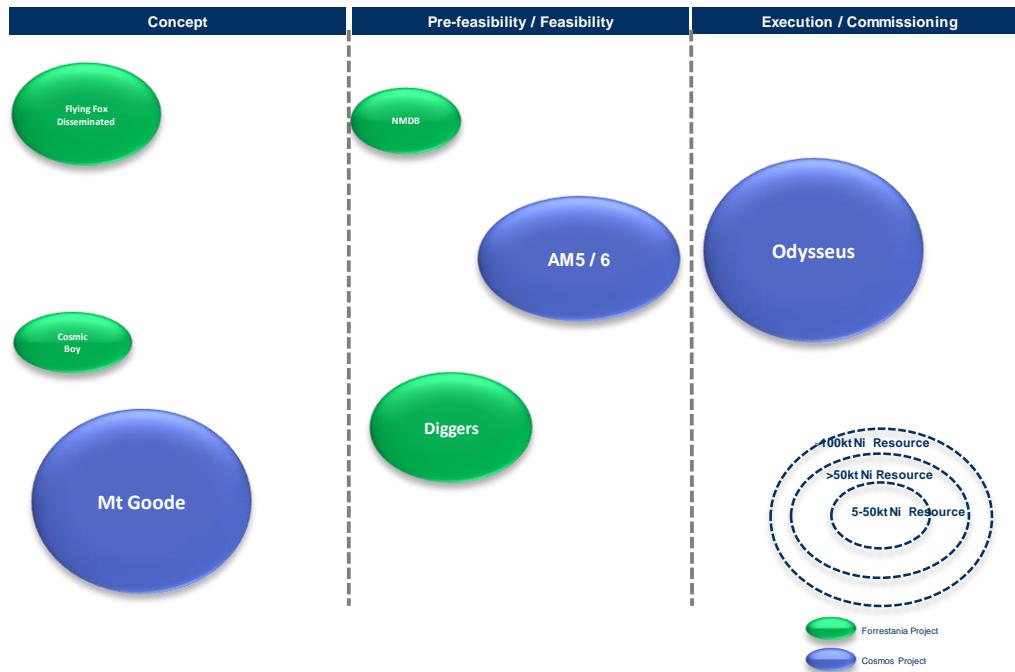 Concept
Pre-feasibility / Feasibility
Execution / Commissioning
Flying Fox
Disseminated
NMDB
AM5 / 6
Odysseus
Cosmic
Boy
Diggers
Mt Goode
>100kt Ni Resource
>50kt Ni Resource
5-50kt Ni Resource
Forrestania Project
Cosmos Project